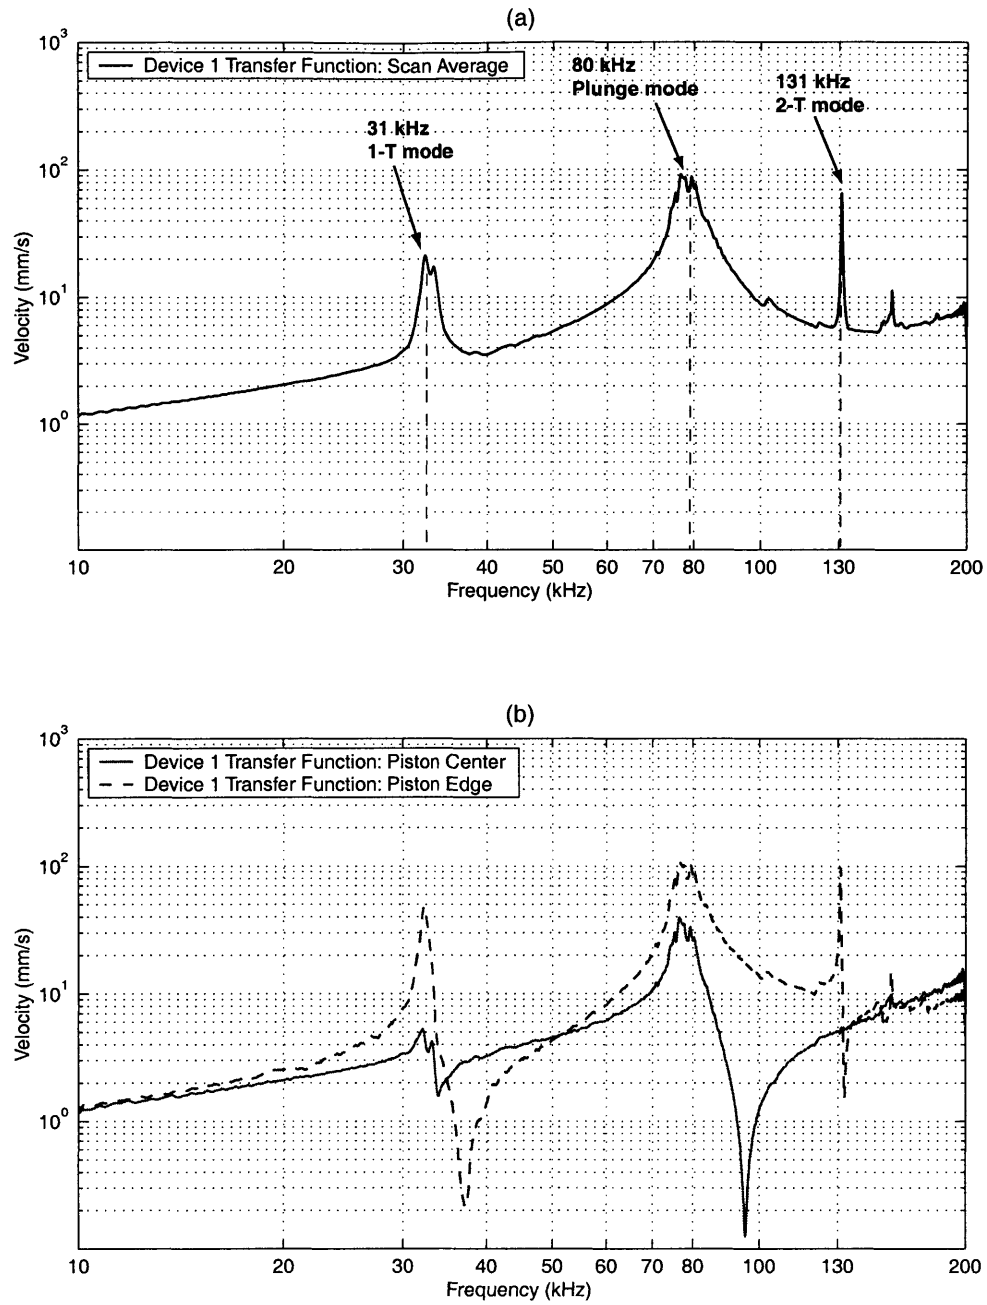 (a)
10³
Device 1 Transfer Function: Scan Average
80 kHz
Plunge mode
131 kHz
2-T mode
31 kHz
1-T mode
10²
10¹
10⁰
Velocity (mm/s)
10 20 30 40 50 60 70 80 100 130 200
Frequency (kHz)
(b)
10³
Device 1 Transfer Function: Piston Center
Device 1 Transfer Function: Piston Edge
10²
10¹
10⁰
Velocity (mm/s)
10 20 30 40 50 60 70 80 100 130 200
Frequency (kHz)